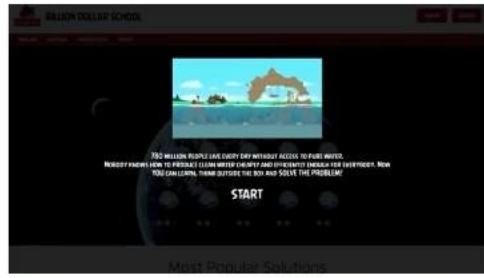 BILLION DOLLAR SCHOOL
780 MILLION PEOPLE LIVE EVERY DAY WITHOUT ACCESS TO PURE WATER.
NOBODY KNOWS HOW TO PRODUCE CLEAN WATER CHEAPLY AND EFFICIENTLY ENOUGH FOR EVERYBODY. NOW
YOU CAN LEARN, THINK OUTSIDE THE BOX AND SOLVE THE PROBLEM!
START
Most Popular Solutions